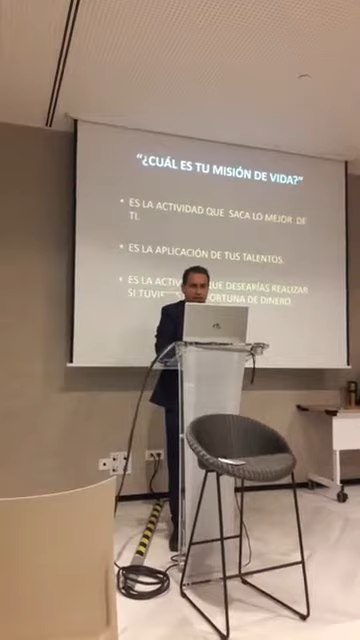 "¿CUÁL ES TU MISIÓN DE VIDA?"
• ES LA ACTIVIDAD QUE SACA LO MEJOR DE
TI.
• ES LA APLICACIÓN DE TUS TALENTOS.
• ES LA QUE DESEARÍAS REALIZAR
SI DE DINERO